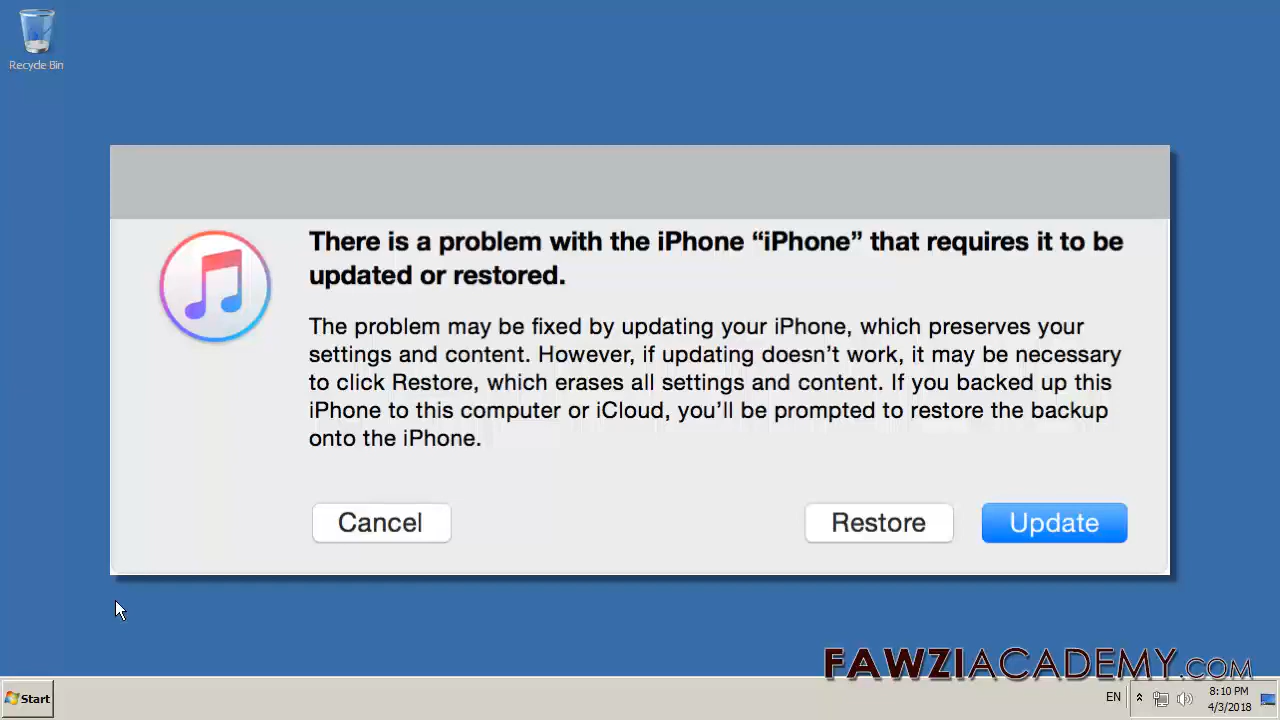 Recycle Bin
There is a problem with the iPhone “iPhone” that requires it to be
updated or restored.
The problem may be fixed by updating your iPhone, which preserves your
settings and content. However, if updating doesn’t work, it may be necessary
to click Restore, which erases all settings and content. If you backed up this
iPhone to this computer or iCloud, you’ll be prompted to restore the backup
onto the iPhone.
Cancel Restore Update
FAWZIACADEMY.COM
Start EN 8:10 PM
4/3/2018